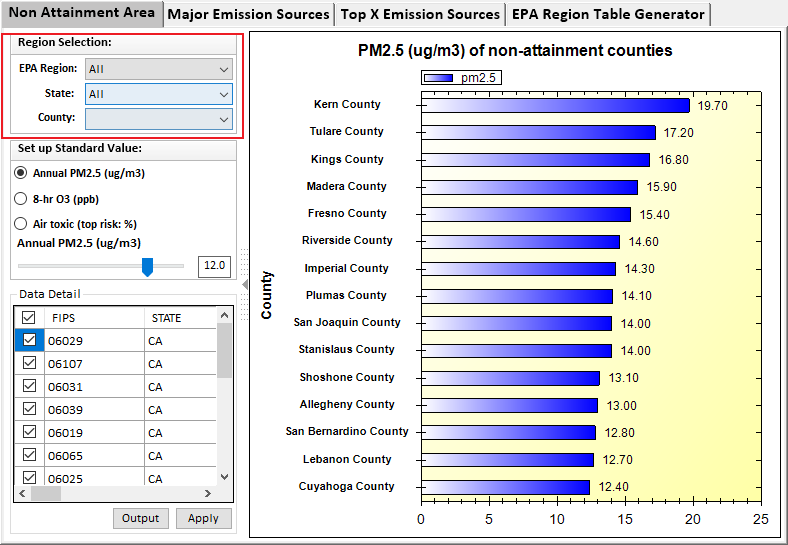 Non Attainment Area Major Emission Sources Top X Emission Sources EPA Region Table Generator
Region Selection:
EPA Region: All
State: All
County:
Set up Standard Value:
Annual PM2.5 (ug/m3)
8-hr O3 (ppb)
Air toxic (top risk: %)
Annual PM2.5 (ug/m3)
12.0
Data Detail
FIPS STATE
06029 CA
06107 CA
06031 CA
06039 CA
06019 CA
06065 CA
06025 CA
Output Apply
PM2.5 (ug/m3) of non-attainment counties
pm2.5
County
Kern County 19.70
Tulare County 17.20
Kings County 16.80
Madera County 15.90
Fresno County 15.40
Riverside County 14.60
Imperial County 14.30
Plumas County 14.10
San Joaquin County 14.00
Stanislaus County 14.00
Shoshone County 13.10
Allegheny County 13.00
San Bernardino County 12.80
Lebanon County 12.70
Cuyahoga County 12.40
0 5 10 15 20 25